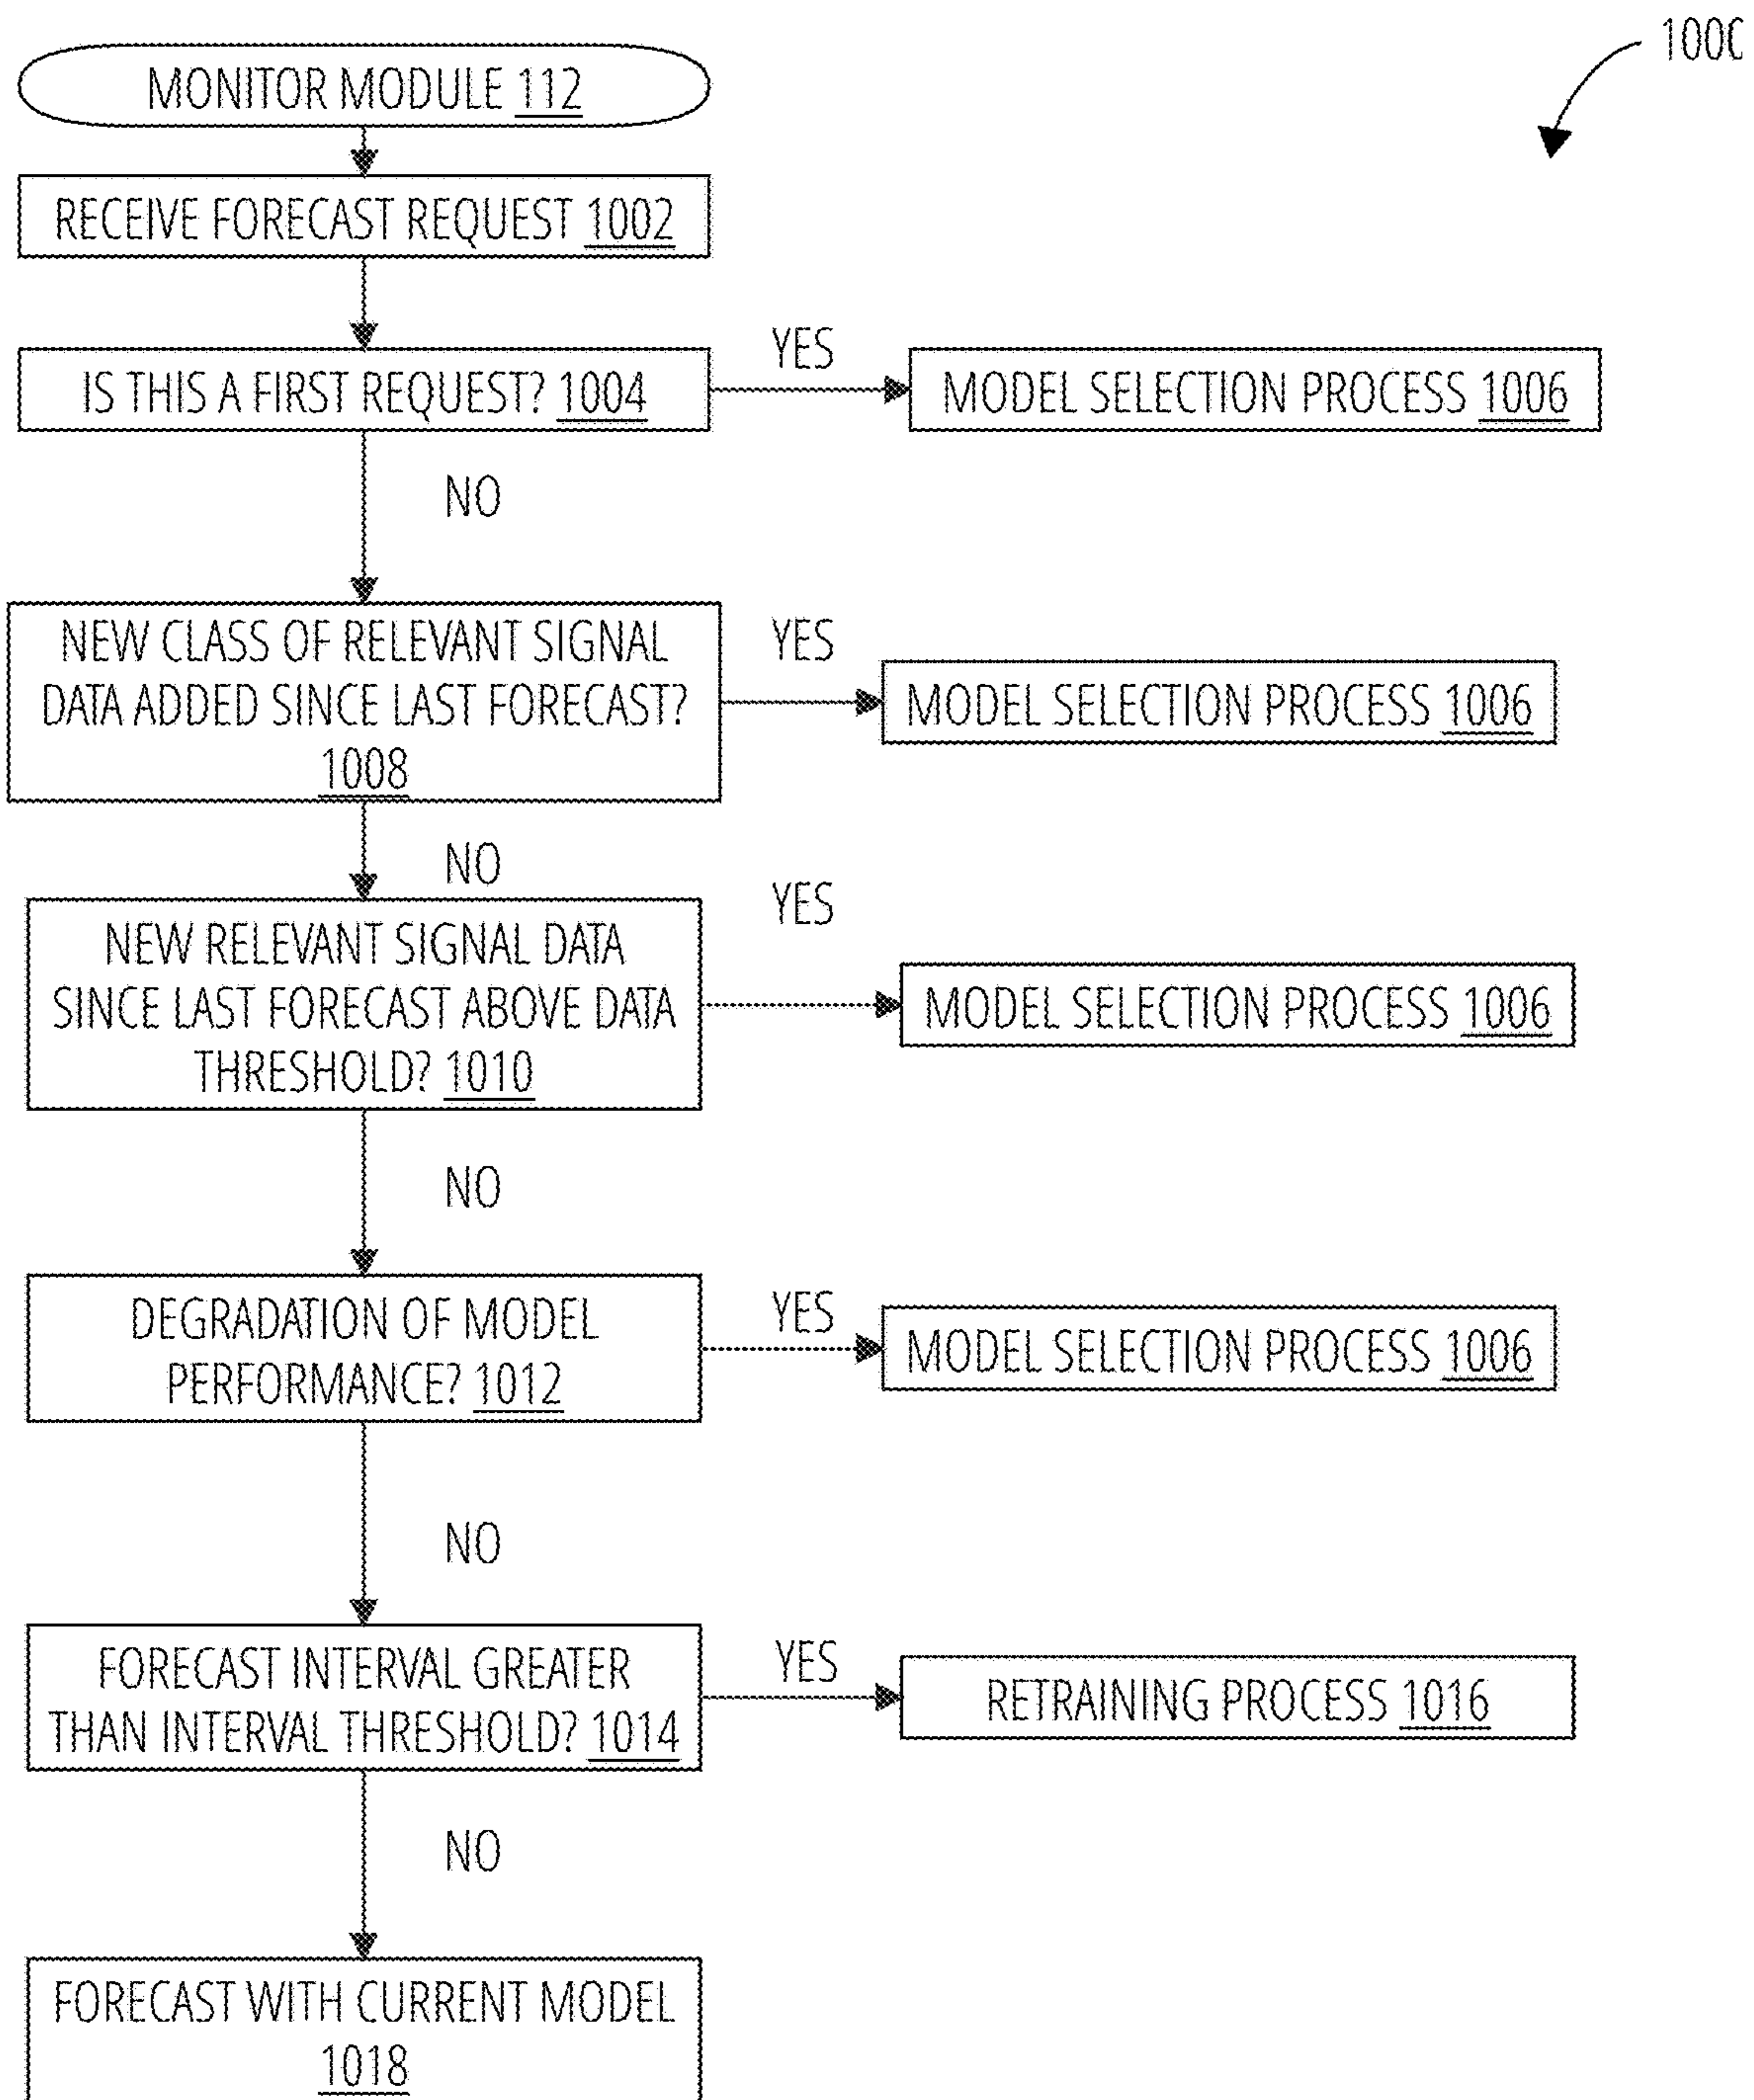 1000
MONITOR MODULE 112
RECEIVE FORECAST REQUEST 1002
IS THIS A FIRST REQUEST? 1004
YES
MODEL SELECTION PROCESS 1006
NO
NEW CLASS OF RELEVANT SIGNAL
DATA ADDED SINCE LAST FORECAST?
1008
YES
MODEL SELECTION PROCESS 1006
NO
NEW RELEVANT SIGNAL DATA
SINCE LAST FORECAST ABOVE DATA
THRESHOLD? 1010
YES
MODEL SELECTION PROCESS 1006
NO
DEGRADATION OF MODEL
PERFORMANCE? 1012
YES
MODEL SELECTION PROCESS 1006
NO
FORECAST INTERVAL GREATER
THAN INTERVAL THRESHOLD? 1014
YES
RETRAINING PROCESS 1016
NO
FORECAST WITH CURRENT MODEL
1018